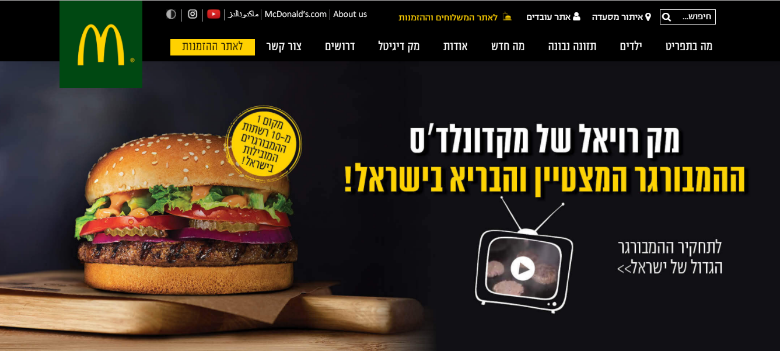 חיפוש...
איתור מסעדה
אתר עובדים
לאתר המשלוחים וההזמנות
About us
McDonald's.com
ماكدونالدز
מה בתפריט
ילדים
תזונה נבונה
מה חדש
אודות
מק דיגיטל
דרושים
צור קשר
לאתר ההזמנות
מק רויאל של מקדונלד'ס
ההמבורגר המצטיין והבריא בישראל!
מקום 1
מ-10 רשתות
ההמבורגרים
המובילות
בישראל!
לתחקיר ההמבורגר
הגדול של ישראל>>